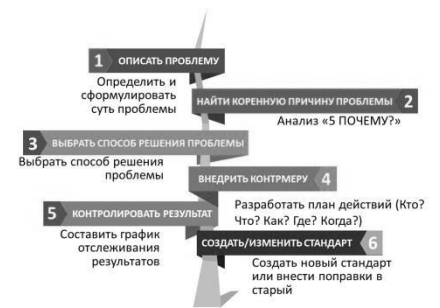 1 ОПИСАТЬ ПРОБЛЕМУ
Определить и
сформулировать
суть проблемы
НАЙТИ КОРЕННУЮ ПРИЧИНУ ПРОБЛЕМЫ 2
Анализ «5 ПОЧЕМУ?»
3 ВЫБРАТЬ СПОСОБ РЕШЕНИЯ ПРОБЛЕМЫ
Выбрать способ решения
проблемы
ВНЕДРИТЬ КОНТРМЕРУ 4
Разработать план действий (Кто?
Что? Как? Где? Когда?)
5 КОНТРОЛИРОВАТЬ РЕЗУЛЬТАТ
Составить график
отслеживания
результатов
СОЗДАТЬ/ИЗМЕНИТЬ СТАНДАРТ 6
Создать новый стандарт
или внести поправки в
старый